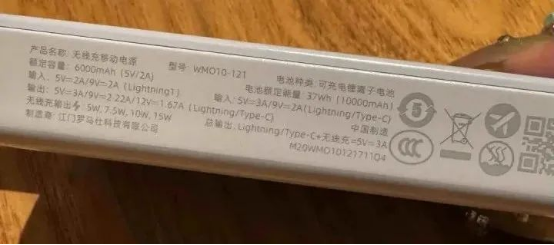 产品名称: 无线充移动电源 型号: WMO10-121 电池种类: 可充电锂离子电池
额定容量: 6000mAh (5V/2A) 电池额定能量: 37Wh (10000mAh)
输入: 5V=2A/9V=2A (Lightning1) 输入: 5V=3A/9V=2A (Lightning/Type-C)
输出: 5V=3A/9V=2.22A/12V=1.67A (Lightning/Type-C) 中国制造
无线充输出: 5W, 7.5W, 10W, 15W 总输出: Lightning/Type-C+无线充=5V=3A
制造商: 江门罗马仕科技有限公司 M20WMO1012171104
CCC